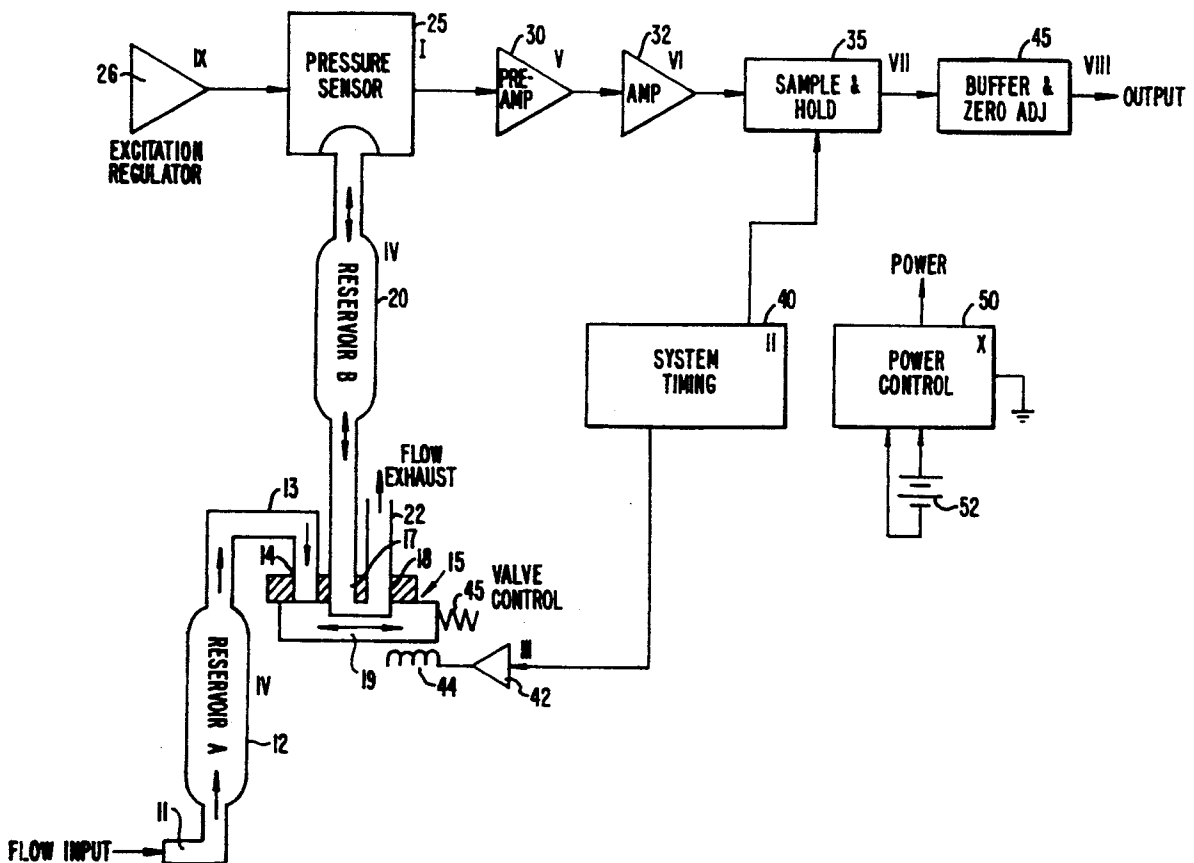 25
I
IX
26
PRESSURE
SENSOR
EXCITATION
REGULATOR
30
PRE-
AMP
V
32
AMP
VI
35
SAMPLE &
HOLD
VII
45
BUFFER &
ZERO ADJ
VIII
OUTPUT
IV
RESERVOIR B
20
40
II
SYSTEM
TIMING
POWER
50
X
POWER
CONTROL
52
FLOW
EXHAUST
22
13
14
17
18
15
45
VALVE
CONTROL
19
44
III
42
RESERVOIR A
IV
12
11
FLOW INPUT